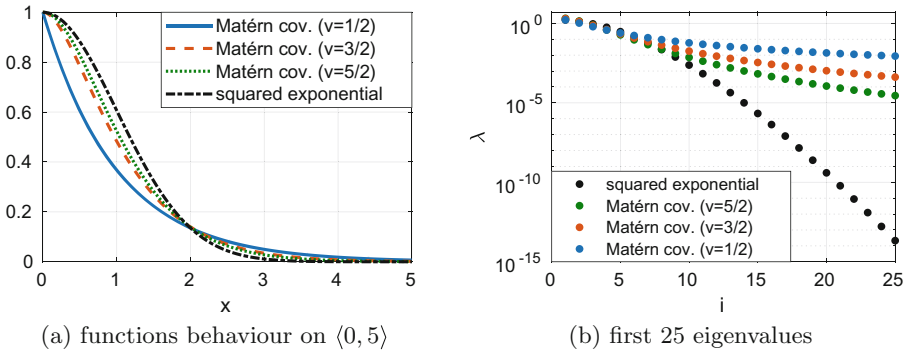 1
0.8
0.6
0.4
0.2
0
0 1 2 3 4 5
x
Matérn cov. (v=1/2)
Matérn cov. (v=3/2)
Matérn cov. (v=5/2)
squared exponential
(a) functions behaviour on ⟨0, 5⟩
10^0
10^-5
10^-10
10^-15
λ
0 5 10 15 20 25
i
squared exponential
Matérn cov. (v=5/2)
Matérn cov. (v=3/2)
Matérn cov. (v=1/2)
(b) first 25 eigenvalues